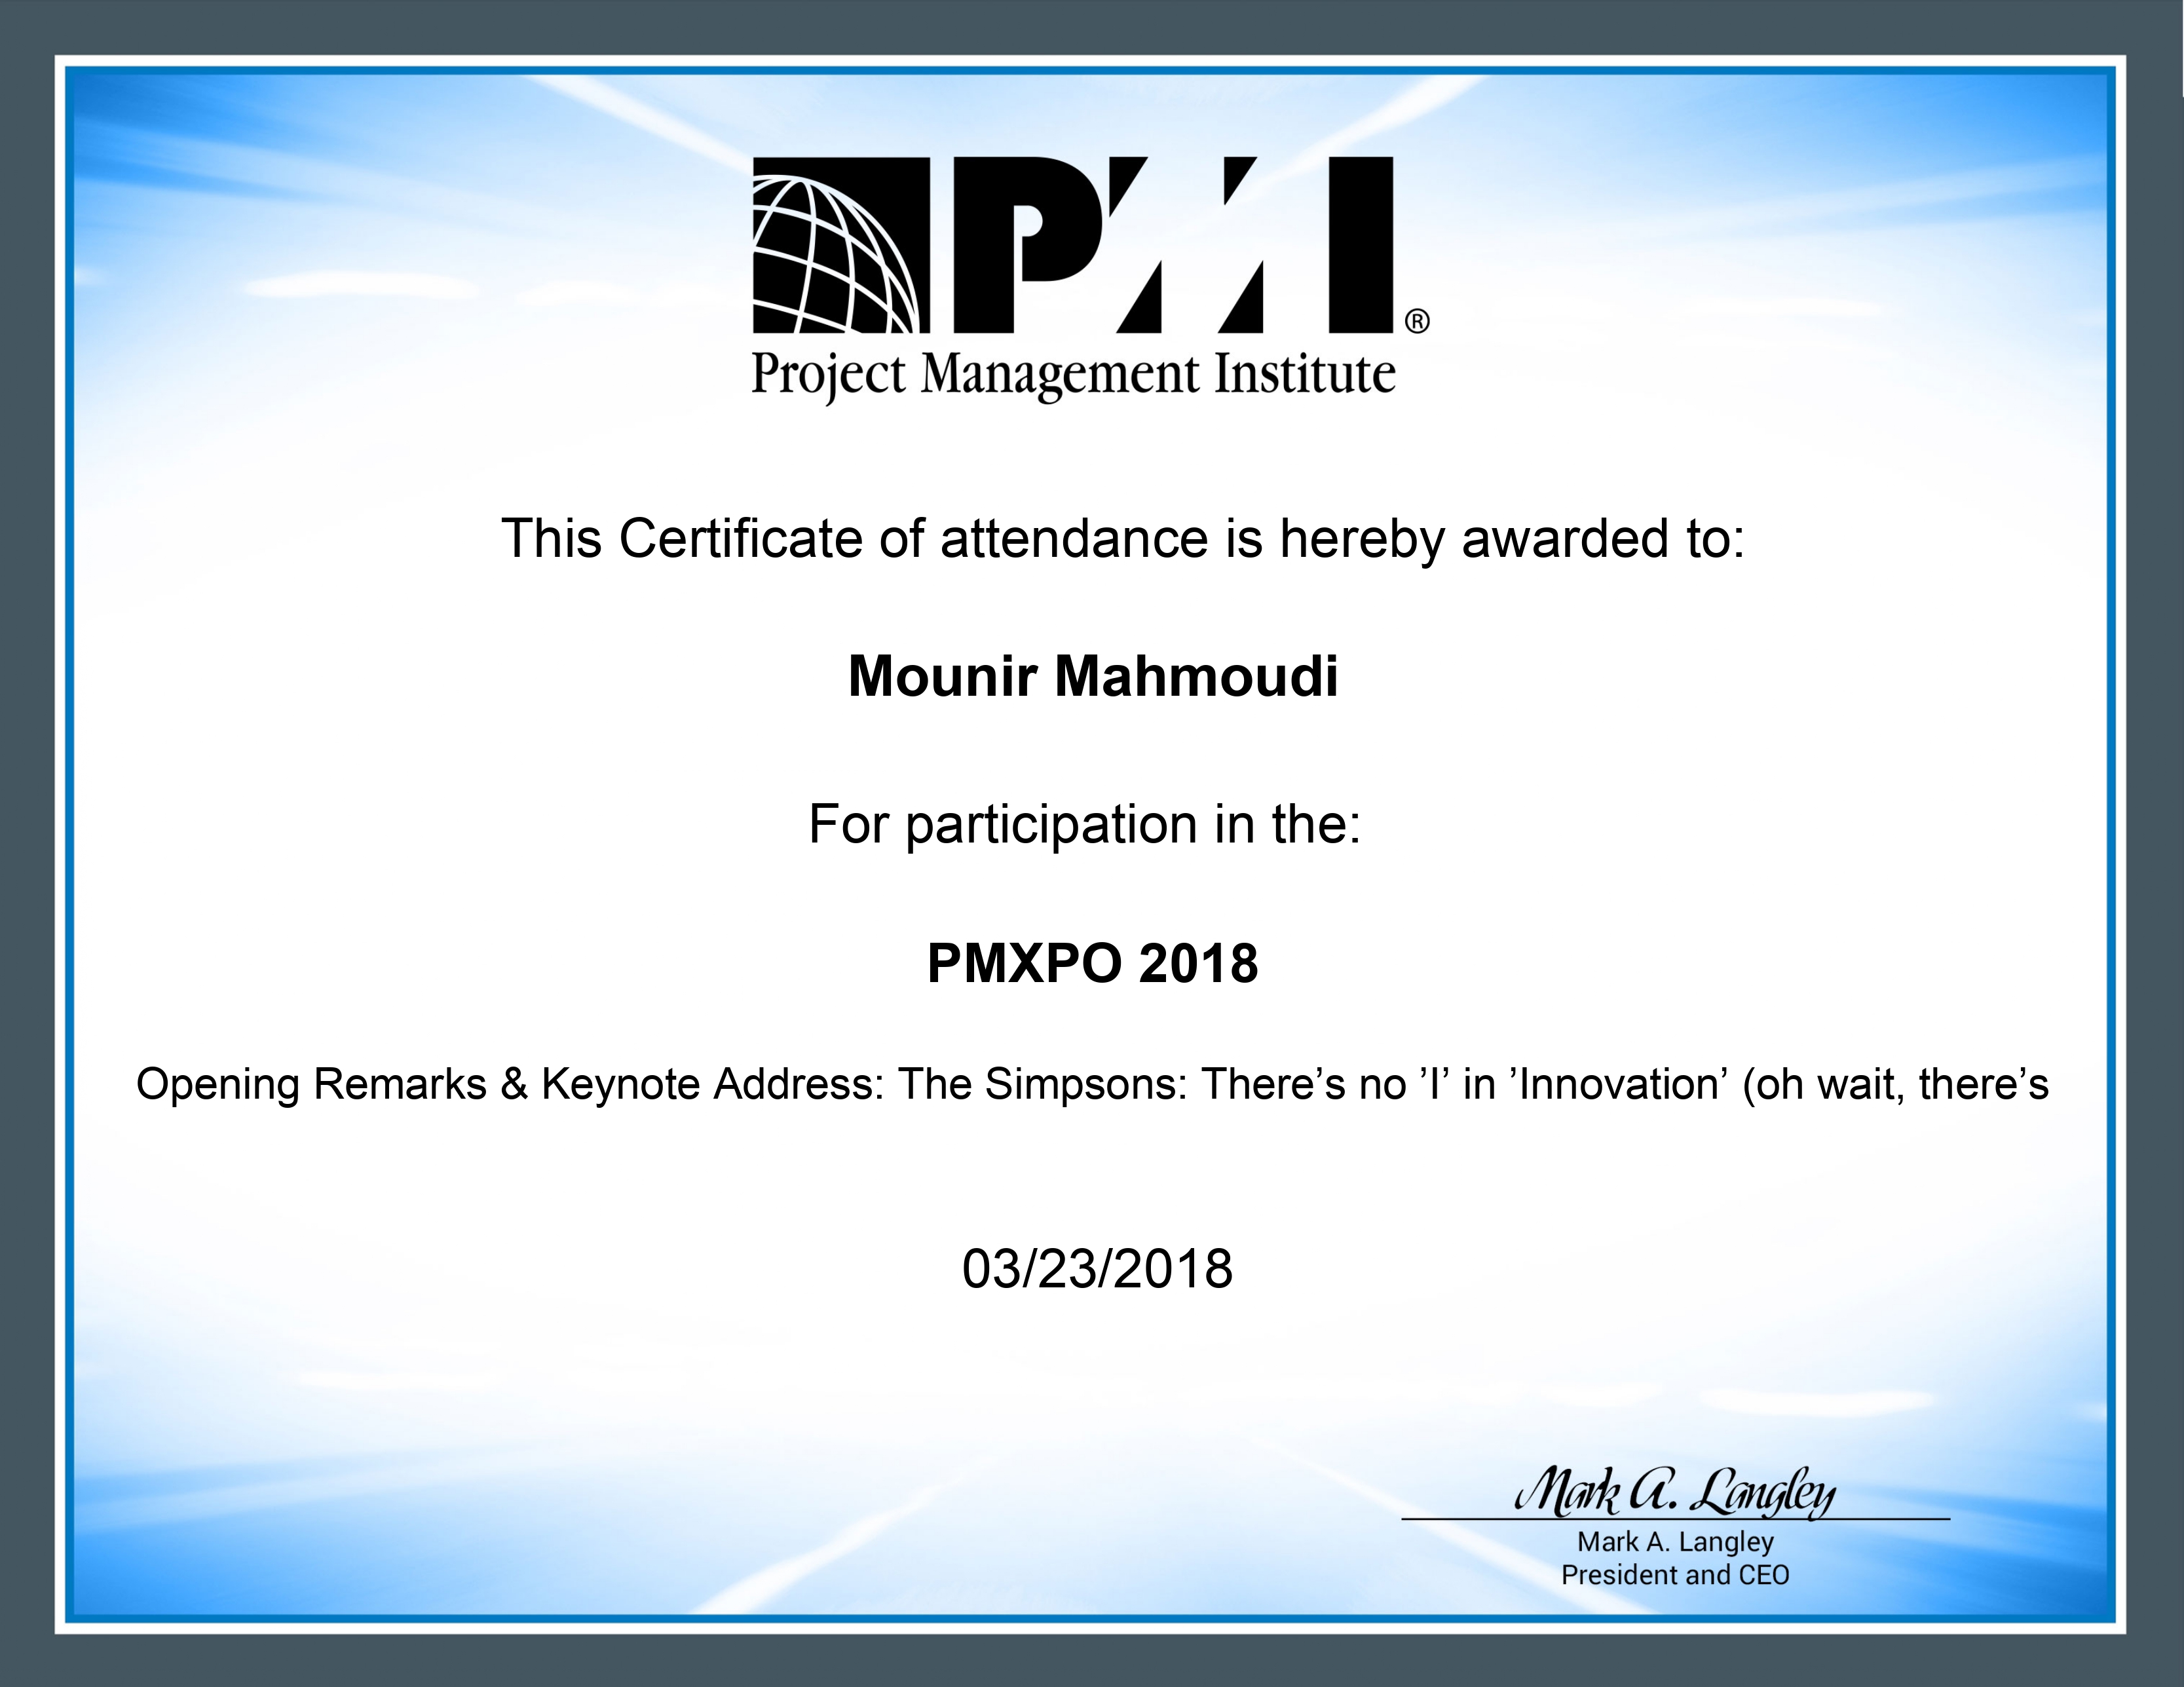 PMI®
Project Management Institute
This Certificate of attendance is hereby awarded to:
Mounir Mahmoudi
For participation in the:
PMXPO 2018
Opening Remarks & Keynote Address: The Simpsons: There’s no ’I’ in ’Innovation’ (oh wait, there’s
03/23/2018
Mark A. Langley
Mark A. Langley
President and CEO